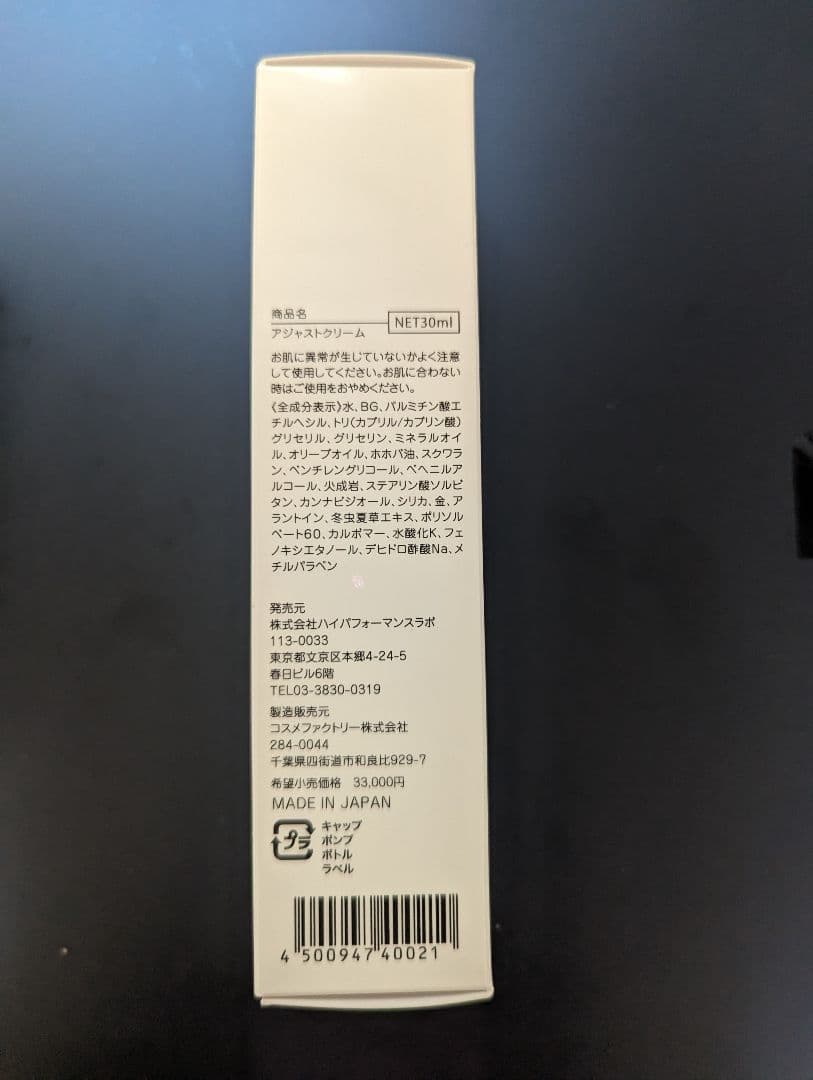 商品名
アジャストクリーム
NET30ml
お肌に異常が生じていないかよく注意
して使用してください。お肌に合わない
時はご使用をおやめください。
《全成分表示》水、BG、パルミチン酸エ
チルヘシル、トリ(カプリル/カプリン酸)
グリセリル、グリセリン、ミネラルオイ
ル、オリーブオイル、ホホバ油、スクワラ
ン、ペンチレングリコール、ベヘニルア
ルコール、火成岩、ステアリン酸ソルビ
タン、カンナビジオール、シリカ、金、ア
ラントイン、冬虫夏草エキス、ポリソル
ベート60、カルボマー、水酸化K、フェ
ノキシエタノール、デヒドロ酢酸Na、メ
チルパラベン
発売元
株式会社ハイパフォーマンスラボ
113-0033
東京都文京区本郷4-24-5
春日ビル6階
TEL03-3830-0319
製造販売元
コスメファクトリー株式会社
284-0044
千葉県四街道市和良比929-7
希望小売価格 33,000円
MADE IN JAPAN
プラ
キャップ
ポンプ
ボトル
ラベル
4 500947 40021